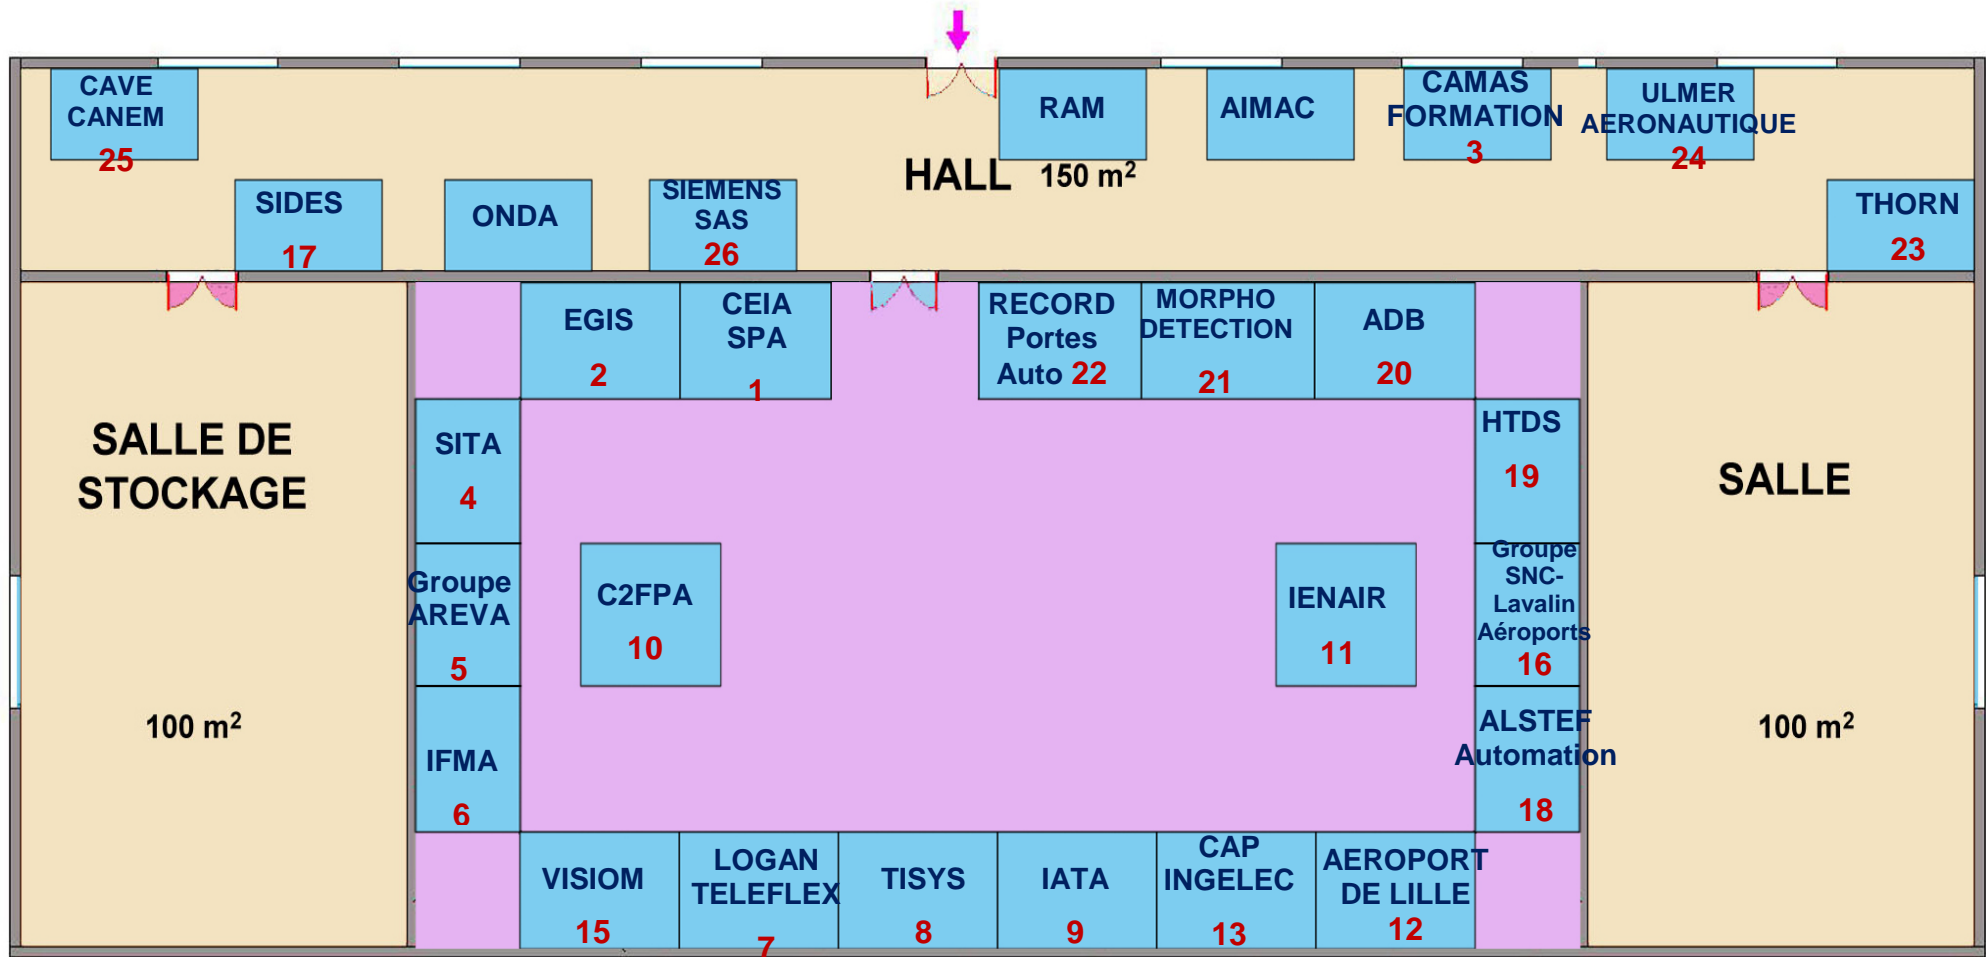 CAVE
CANEM
25
RAM
AIMAC
CAMAS
FORMATION
3
ULMER
AERONAUTIQUE
24
HALL 150 m²
SIDES
17
ONDA
SIEMENS
SAS
26
THORN
23
EGIS
2
CEIA
SPA
1
RECORD
Portes
Auto 22
MORPHO
DETECTION
21
ADB
20
SALLE DE
STOCKAGE
100 m²
SITA
4
Groupe
AREVA
5
IFMA
6
C2FPA
10
IENAIR
11
HTDS
19
Groupe
SNC-
Lavalin
Aéroports
16
ALSTEF
Automation
18
SALLE
100 m²
VISIOM
15
LOGAN
TELEFLEX
7
TISYS
8
IATA
9
CAP
INGELEC
13
AEROPORT
DE LILLE
12